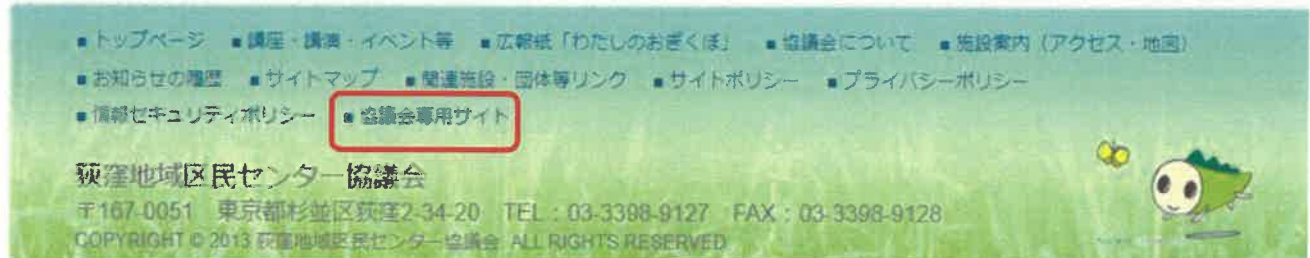 ■トップページ ■講座・講演・イベント等 ■広報紙「わたしのおぎくぼ」 ■協議会について ■施設案内（アクセス・地図）
■お知らせの履歴 ■サイトマップ ■関連施設・団体等リンク ■サイトポリシー ■プライバシーポリシー
■情報セキュリティポリシー ■協議会専用サイト
荻窪地域区民センター協議会
〒167-0051 東京都杉並区荻窪2-34-20 TEL：03-3398-9127 FAX：03-3398-9128
COPYRIGHT © 2013 荻窪地域区民センター協議会 ALL RIGHTS RESERVED